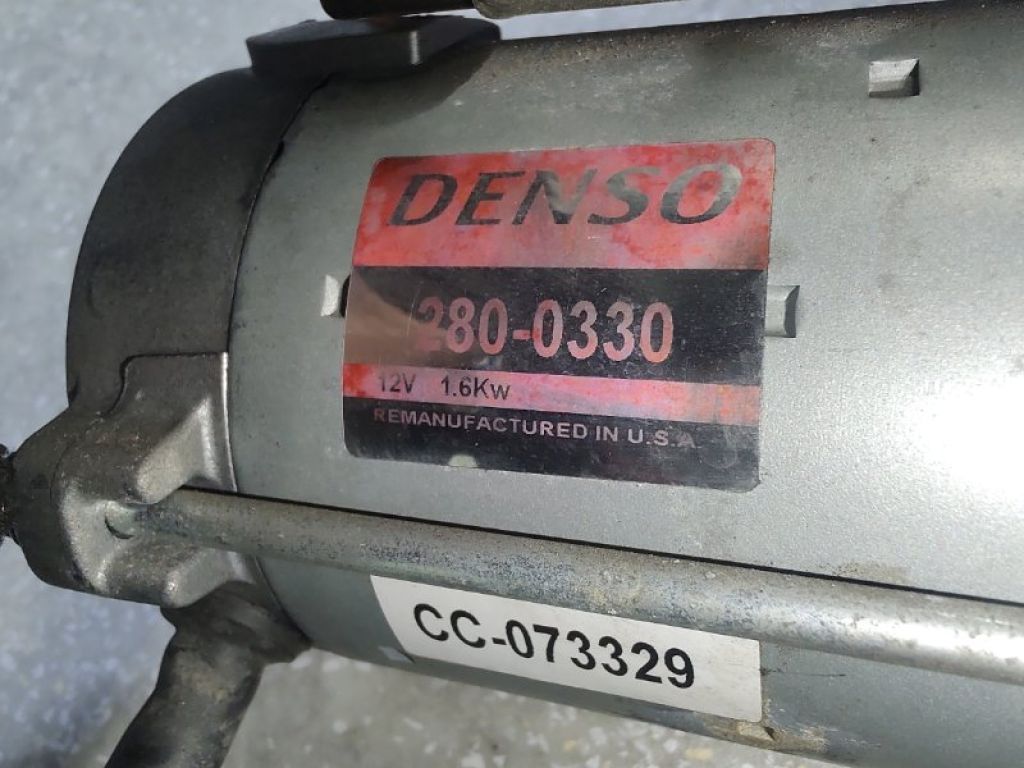 DENSO
280-0330
12V 1.6Kw
REMANUFACTURED IN U.S.A
CC-073329